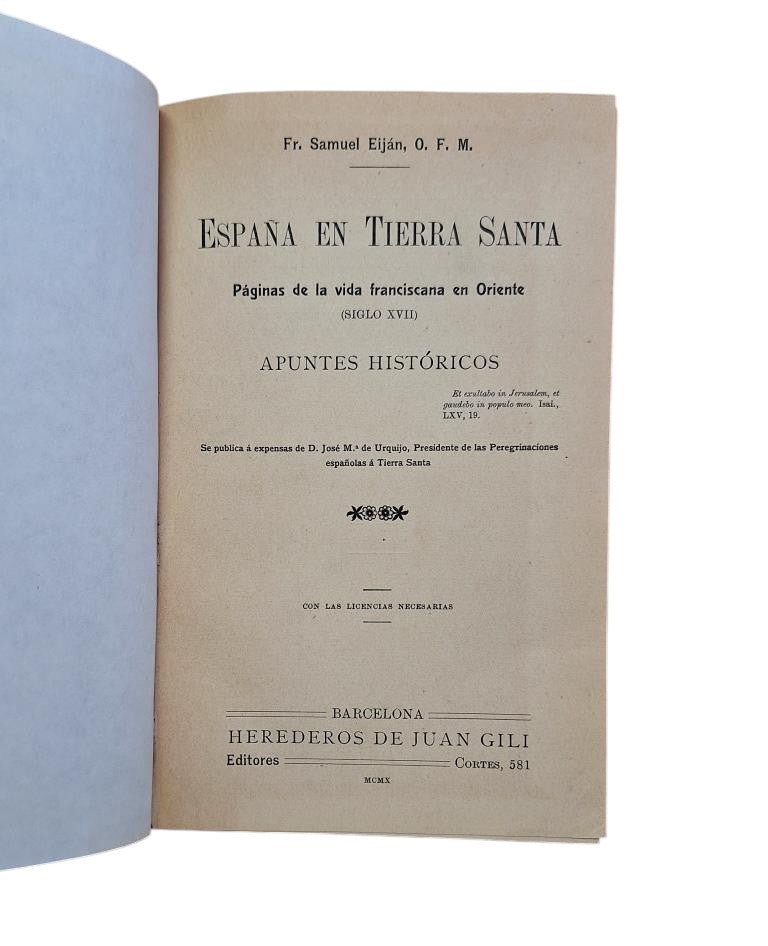 Fr. Samuel Eiján, O. F. M.
ESPAÑA EN TIERRA SANTA
Páginas de la vida franciscana en Oriente
(SIGLO XVII)
APUNTES HISTÓRICOS
Et exultabo in Jerusalem, et
gaudebo in populo meo. Isaí.,
LXV, 19.
Se publica á expensas de D. José M.ª de Urquijo, Presidente de las Peregrinaciones
españolas á Tierra Santa
CON LAS LICENCIAS NECESARIAS
BARCELONA
HEREDEROS DE JUAN GILI
Editores CORTES, 581
MCMX